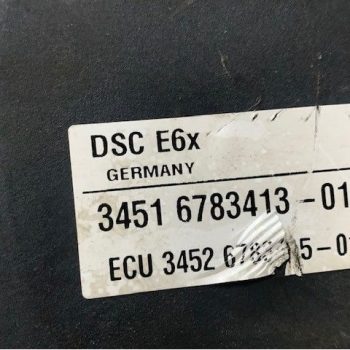 DSC E6x
GERMANY
3451 6783413-01
ECU 3452